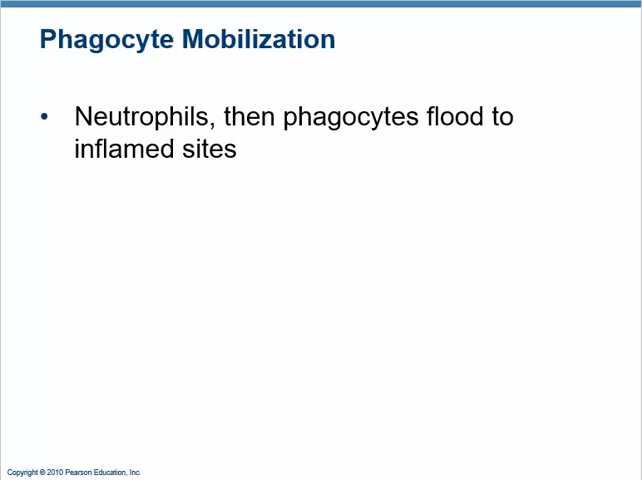 Phagocyte Mobilization
• Neutrophils, then phagocytes flood to
inflamed sites
Copyright © 2010 Pearson Education, Inc.